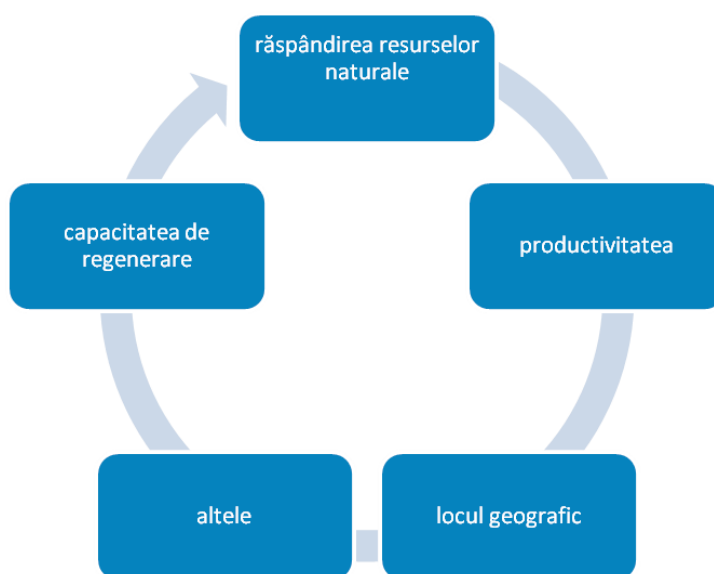 răspândirea resurselor
naturale
productivitatea
locul geografic
altele
capacitatea de
regenerare